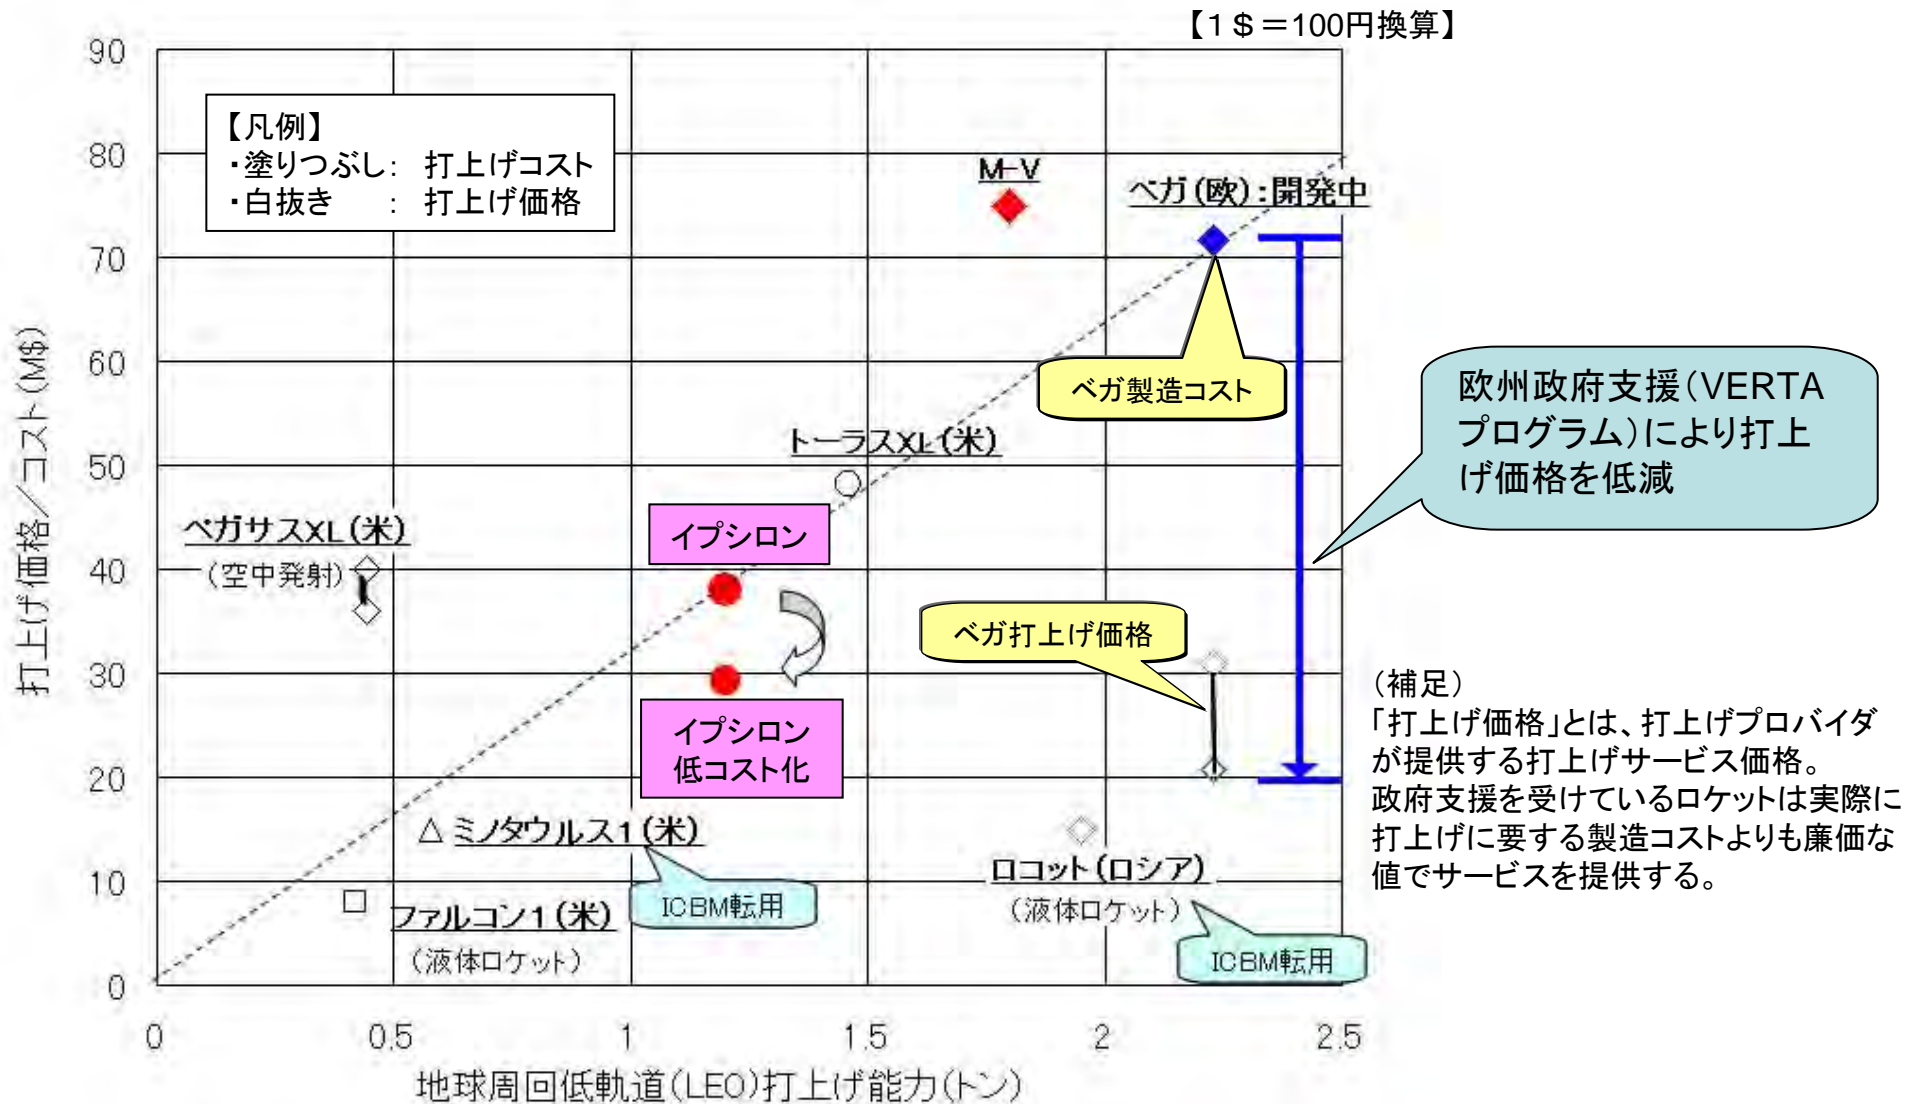 【1＄＝100円換算】
90
80
70
60
50
40
30
20
10
0
打上げ価格／コスト(M$)
【凡例】
・塗りつぶし： 打上げコスト
・白抜き ： 打上げ価格
M-V
ベガ(欧):開発中
ベガ製造コスト
欧州政府支援（VERTA
プログラム）により打上
げ価格を低減
トーラスXL(米)
ペガサスXL(米)
(空中発射)
イプシロン
ベガ打上げ価格
イプシロン
低コスト化
（補足）
「打上げ価格」とは、打上げプロバイダ
が提供する打上げサービス価格。
政府支援を受けているロケットは実際に
打上げに要する製造コストよりも廉価な
値でサービスを提供する。
ミノタウルス1(米)
ICBM転用
ロコット(ロシア)
(液体ロケット)
ICBM転用
ファルコン1(米)
(液体ロケット)
0
0.5
1
1.5
2
2.5
地球周回低軌道(LEO)打上げ能力(トン)